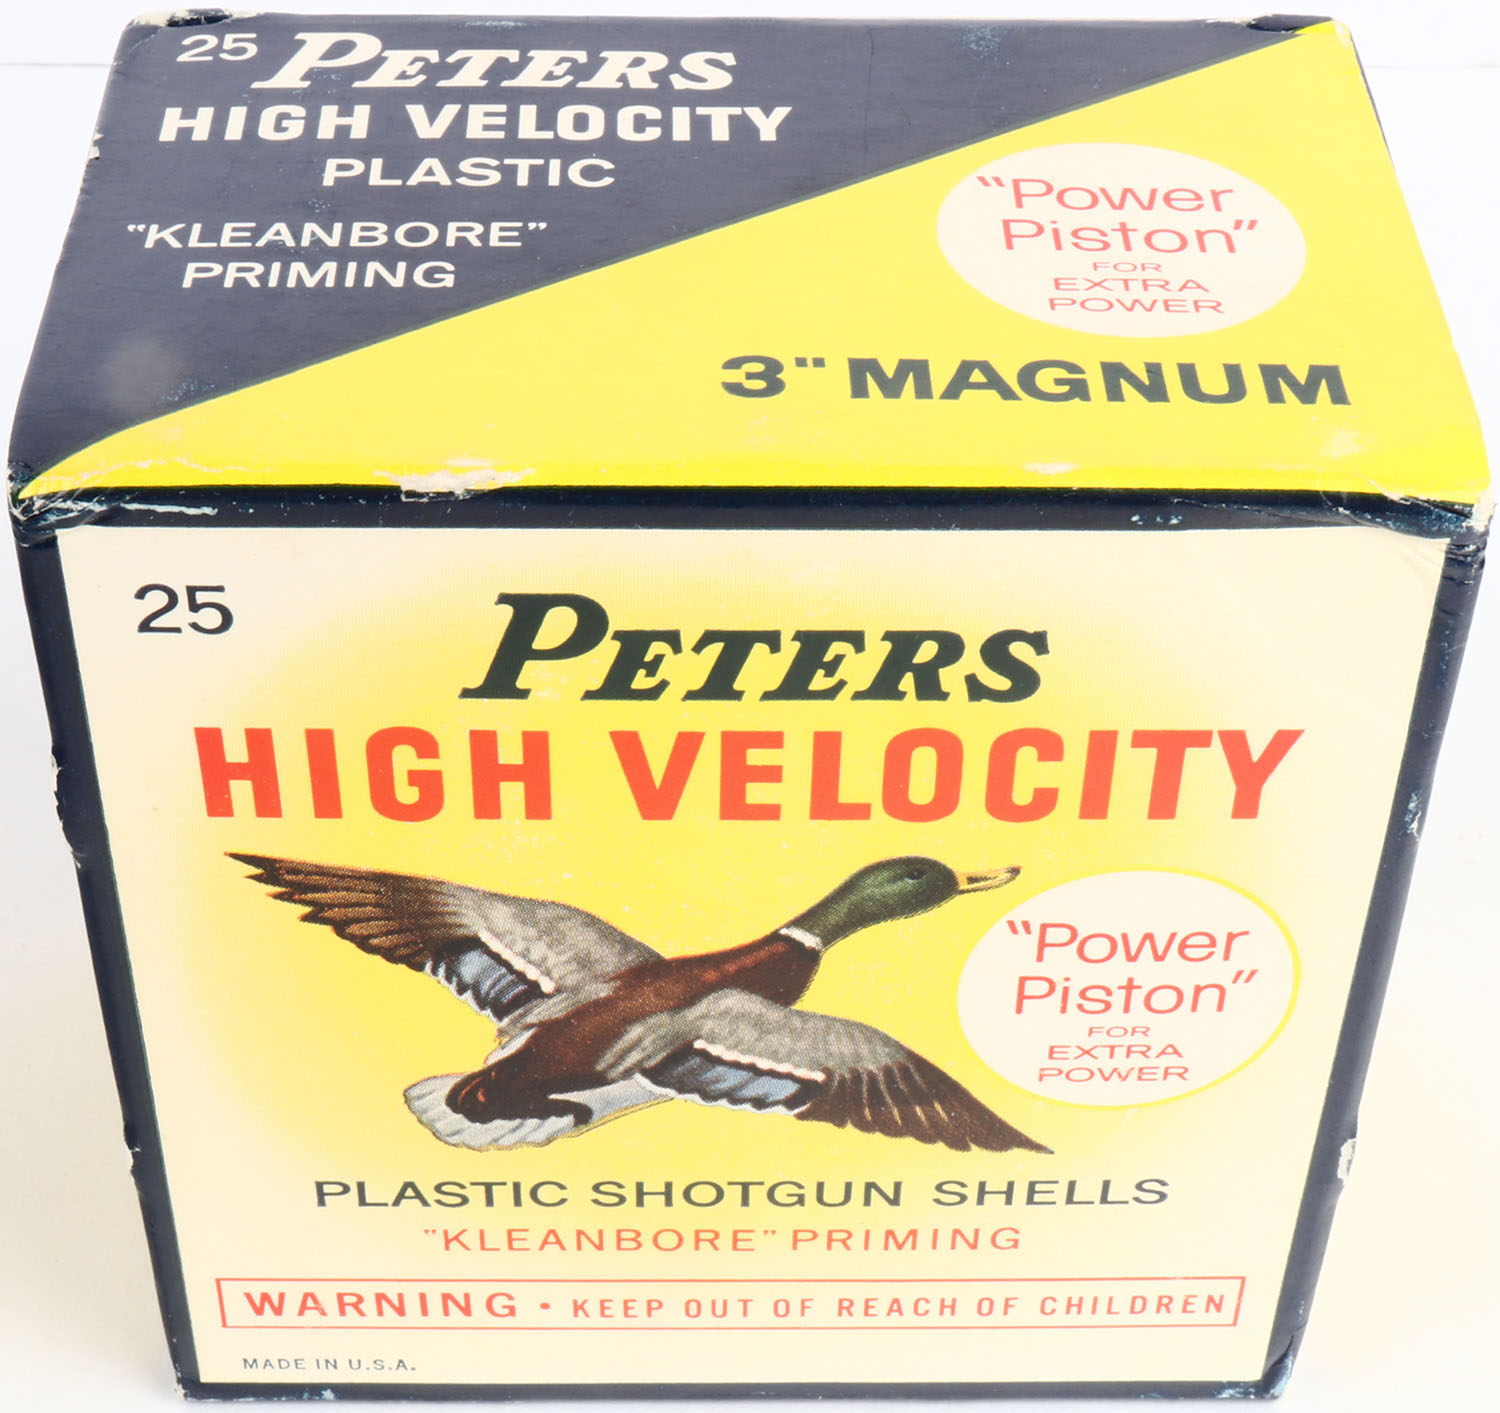 25 PETERS
HIGH VELOCITY
PLASTIC
"KLEANBORE"
PRIMING
"Power
Piston"
FOR
EXTRA
POWER
3" MAGNUM
25
PETERS
HIGH VELOCITY
"Power
Piston"
FOR
EXTRA
POWER
PLASTIC SHOTGUN SHELLS
"KLEANBORE" PRIMING
WARNING • KEEP OUT OF REACH OF CHILDREN
MADE IN U.S.A.